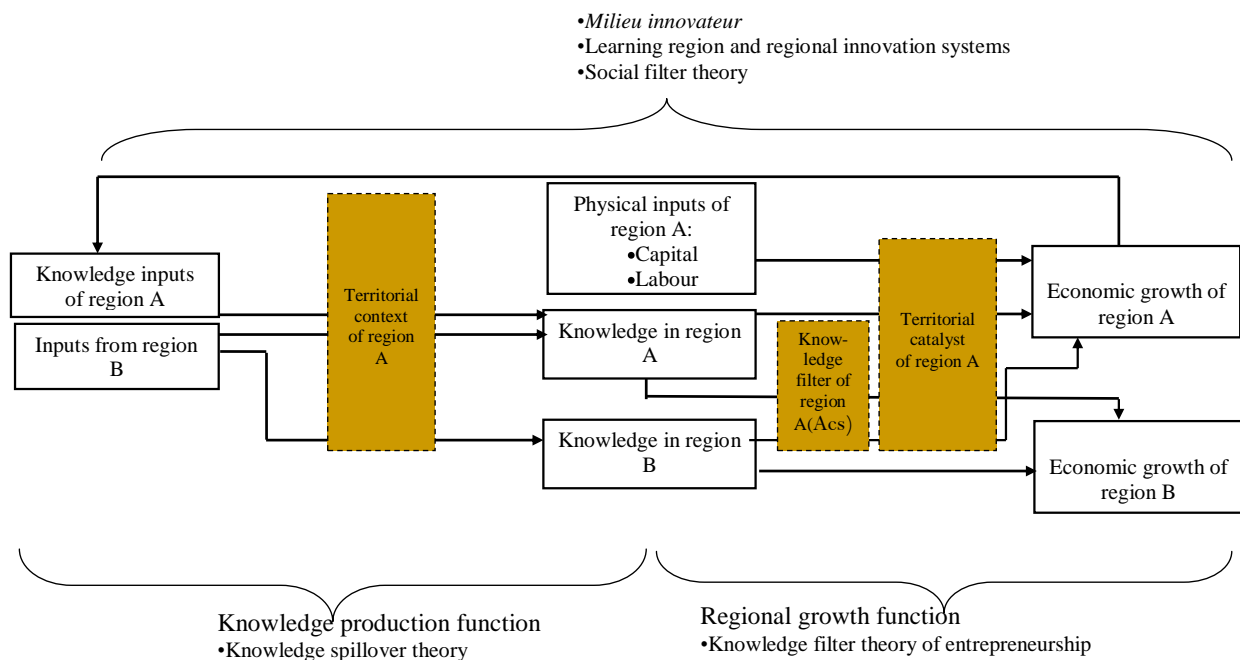 •Milieu innovateur
•Learning region and regional innovation systems
•Social filter theory
Physical inputs of
region A:
•Capital
•Labour
Knowledge inputs
of region A
Inputs from region
B
Territorial
context
of region
A
Knowledge in region
A
Know-
ledge
filter of
region
A(Acs)
Territorial
catalyst
of region A
Economic growth of
region A
Knowledge in region
B
Economic growth of
region B
Knowledge production function
•Knowledge spillover theory
Regional growth function
•Knowledge filter theory of entrepreneurship